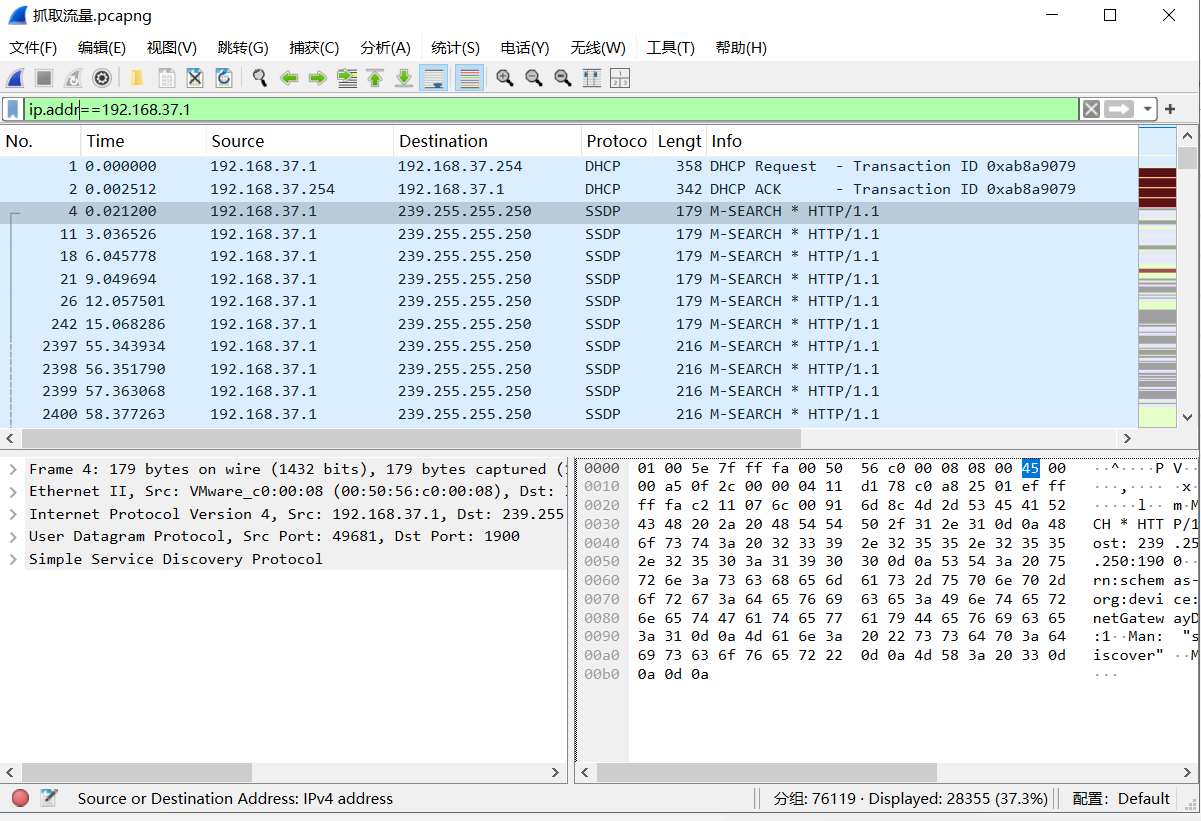 抓取流量.pcapng
文件(F) 编辑(E) 视图(V) 跳转(G) 捕获(C) 分析(A) 统计(S) 电话(Y) 无线(W) 工具(T) 帮助(H)
ip.addr==192.168.37.1
No. Time Source Destination Protoco Lengt Info
1 0.000000 192.168.37.1 192.168.37.254 DHCP 358 DHCP Request - Transaction ID 0xab8a9079
2 0.002512 192.168.37.254 192.168.37.1 DHCP 342 DHCP ACK - Transaction ID 0xab8a9079
4 0.021200 192.168.37.1 239.255.255.250 SSDP 179 M-SEARCH * HTTP/1.1
11 3.036526 192.168.37.1 239.255.255.250 SSDP 179 M-SEARCH * HTTP/1.1
18 6.045778 192.168.37.1 239.255.255.250 SSDP 179 M-SEARCH * HTTP/1.1
21 9.049694 192.168.37.1 239.255.255.250 SSDP 179 M-SEARCH * HTTP/1.1
26 12.057501 192.168.37.1 239.255.255.250 SSDP 179 M-SEARCH * HTTP/1.1
242 15.068286 192.168.37.1 239.255.255.250 SSDP 179 M-SEARCH * HTTP/1.1
2397 55.343934 192.168.37.1 239.255.255.250 SSDP 216 M-SEARCH * HTTP/1.1
2398 56.351790 192.168.37.1 239.255.255.250 SSDP 216 M-SEARCH * HTTP/1.1
2399 57.363068 192.168.37.1 239.255.255.250 SSDP 216 M-SEARCH * HTTP/1.1
2400 58.377263 192.168.37.1 239.255.255.250 SSDP 216 M-SEARCH * HTTP/1.1
Frame 4: 179 bytes on wire (1432 bits), 179 bytes captured (
Ethernet II, Src: VMware_c0:00:08 (00:50:56:c0:00:08), Dst:
Internet Protocol Version 4, Src: 192.168.37.1, Dst: 239.255
User Datagram Protocol, Src Port: 49681, Dst Port: 1900
Simple Service Discovery Protocol
0000 01 00 5e 7f ff fa 00 50 56 c0 00 08 08 00 45 00 ··^····P V·
0010 00 a5 0f 2c 00 00 04 11 d1 78 c0 a8 25 01 ef ff ···,···· ·x
0020 ff fa c2 11 07 6c 00 91 6d 8c 4d 2d 53 45 41 52 ·····l·· m·M
0030 43 48 20 2a 20 48 54 54 50 2f 31 2e 31 0d 0a 48 CH * HTT P/1
0040 6f 73 74 3a 20 32 33 39 2e 32 35 35 2e 32 35 35 ost: 239 .25
0050 2e 32 35 30 3a 31 39 30 30 0d 0a 53 54 3a 20 75 .250:190 0··
0060 72 6e 3a 73 63 68 65 6d 61 73 2d 75 70 6e 70 2d rn:schem as-
0070 6f 72 67 3a 64 65 76 69 63 65 3a 49 6e 74 65 72 org:devi ce:
0080 6e 65 74 47 61 74 65 77 61 79 44 65 76 69 63 65 netGatew ayD
0090 3a 31 0d 0a 4d 61 6e 3a 20 22 73 73 64 70 3a 64 :1··Man: "s
00a0 69 73 63 6f 76 65 72 22 0d 0a 4d 58 3a 20 33 0d iscover" ··M
00b0 0a 0d 0a ···
Source or Destination Address: IPv4 address 分组: 76119 · Displayed: 28355 (37.3%) 配置: Default